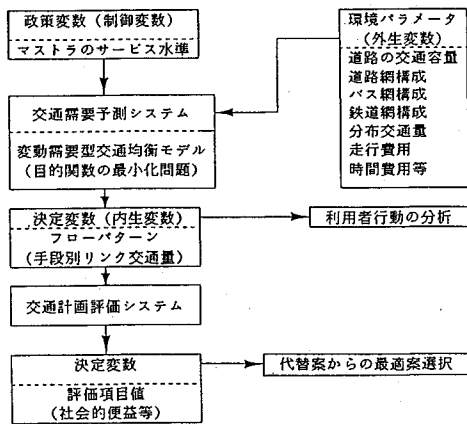 政策変数（制御変数）
マストラのサービス水準
環境パラメータ
（外生変数）
道路の交通容量
道路網構成
バス網構成
鉄道網構成
分布交通量
走行費用
時間費用等
交通需要予測システム
変動需要型交通均衡モデル
（目的関数の最小化問題）
決定変数（内生変数）
フローパターン
（手段別リンク交通量）
利用者行動の分析
交通計画評価システム
決定変数
評価項目値
（社会的便益等）
代替案からの最適案選択